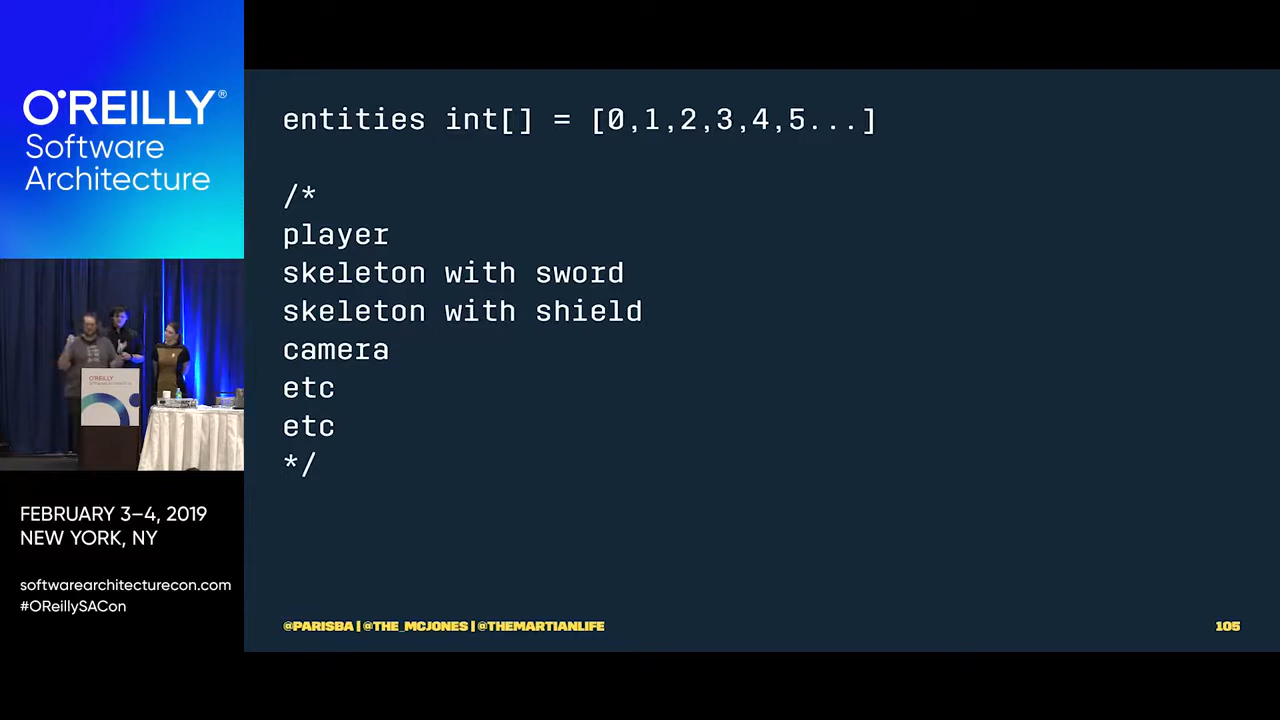 O'REILLY®
Software
Architecture
entities int[] = [0,1,2,3,4,5...]
/*
player
skeleton with sword
skeleton with shield
camera
etc
etc
*/
O'REILLY
FEBRUARY 3–4, 2019
NEW YORK, NY
softwarearchitecturecon.com
#OReillySACon
@PARISBA | @THE_MCJONES | @THEMARTIANLIFE
105